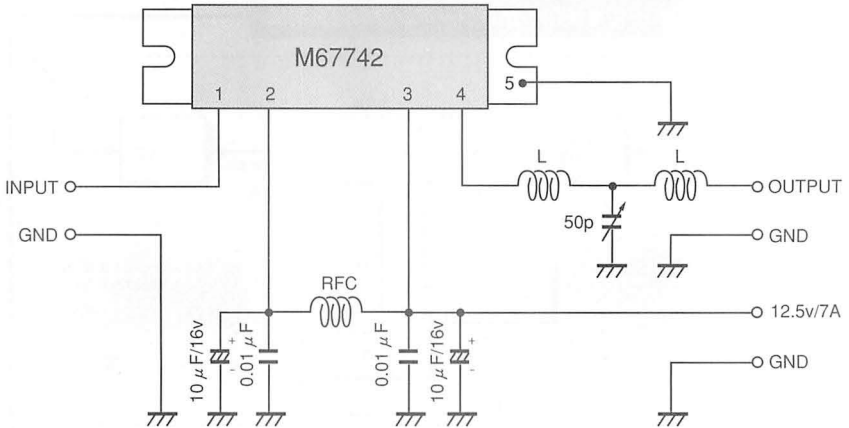 M67742
5
1 2 3 4
L L
INPUT OUTPUT
50p
GND GND
RFC
12.5v/7A
10 μF/16v
+
-
0.01 μF
0.01 μF
10 μF/16v
+
-
GND